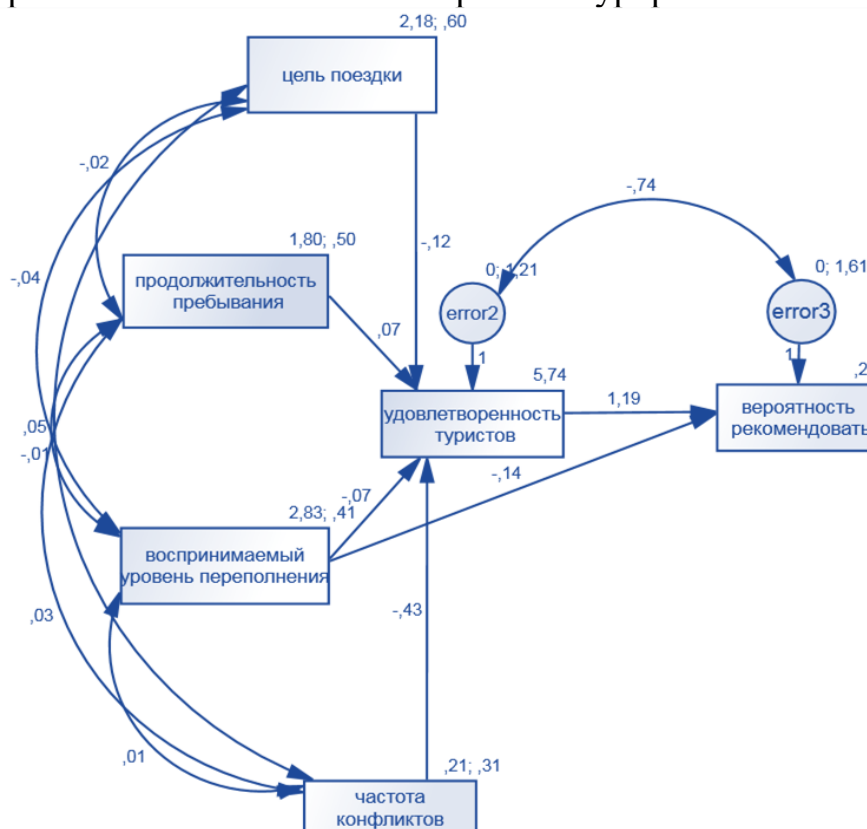 2,18; ,60
цель поездки
-,02
-,74
1,80; ,50
-,12
0; 1,21
0; 1,61
-,04
продолжительность
пребывания
error2
error3
,07
1
1
5,74
,2
удовлетворенность
туристов
1,19
вероятность
рекомендовать
,05
-,01
-,07
-,14
2,83; ,41
воспринимаемый
уровень переполнения
,03
-,43
,01
,21; ,31
частота
конфликтов